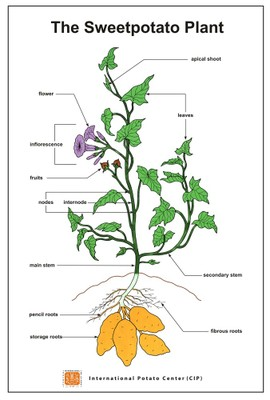 The Sweetpotato Plant
apical shoot
flower
leaves
inflorescence
fruits
nodes
internode
main stem
secondary stem
pencil roots
fibrous roots
storage roots
International Potato Center (CIP)